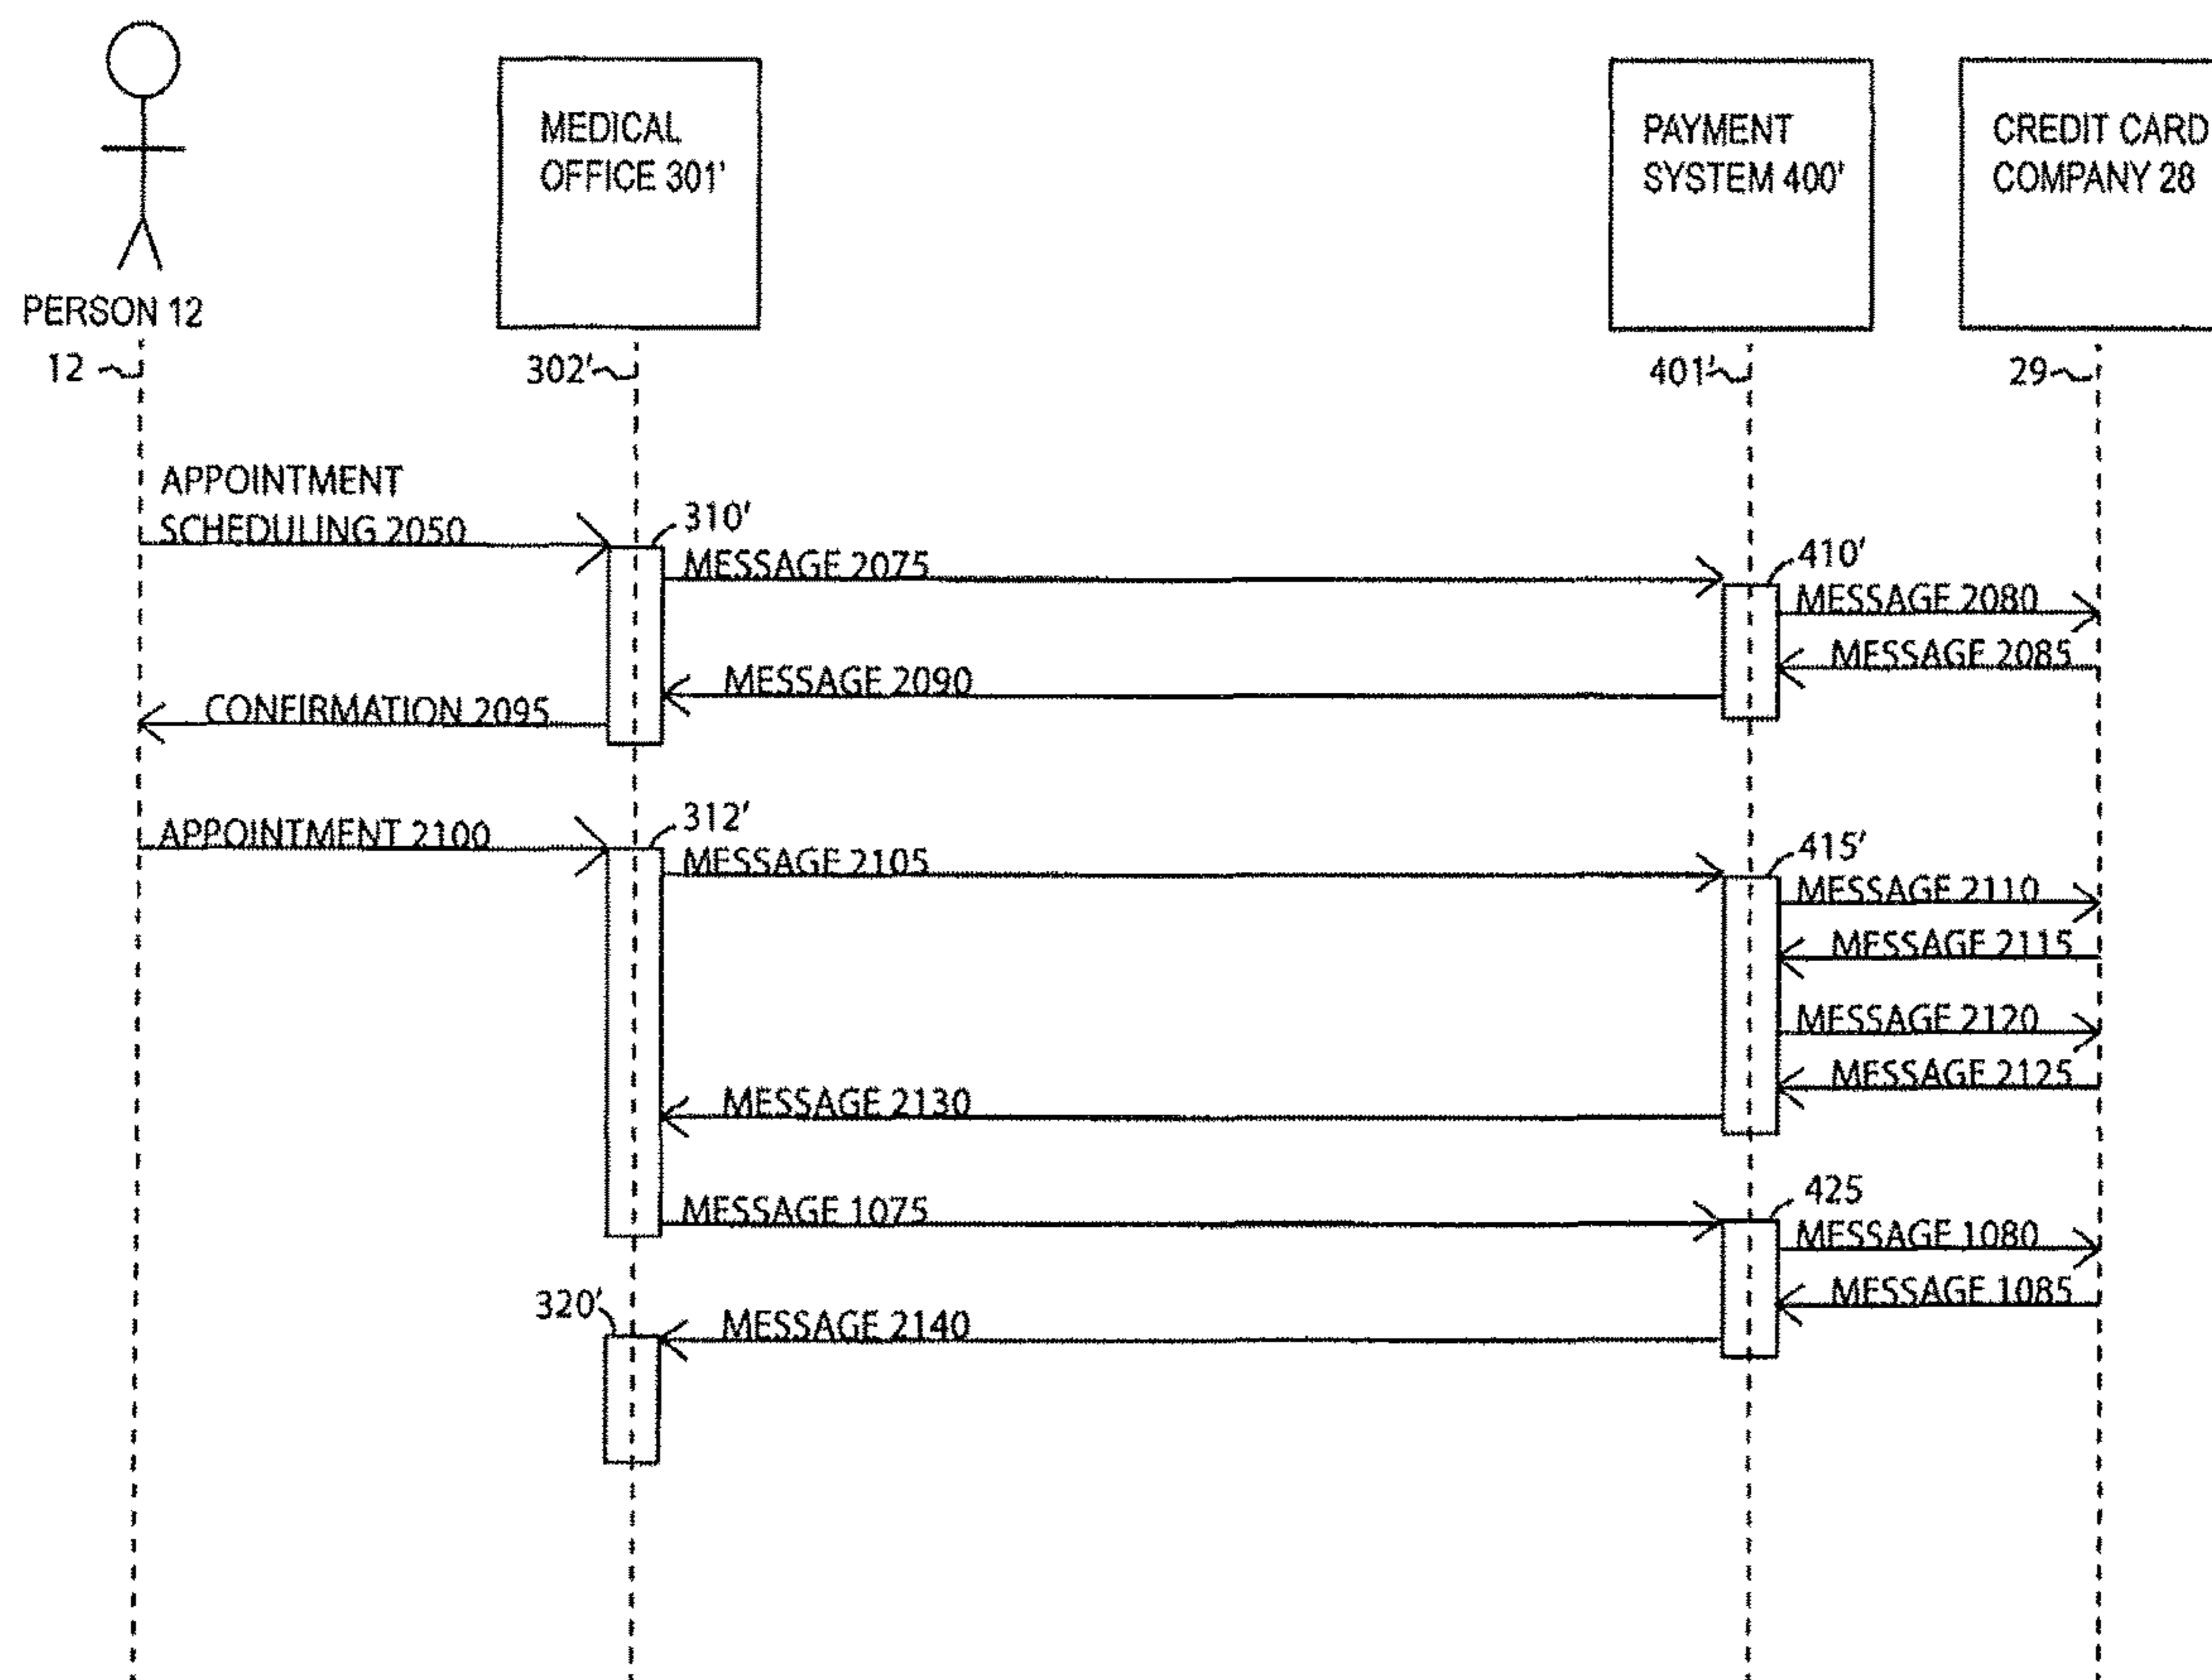 MEDICAL
OFFICE 301'
PAYMENT
SYSTEM 400'
CREDIT CARD
COMPANY 28
PERSON 12
12
302'
401'
29
APPOINTMENT
SCHEDULING 2050
310'
MESSAGE 2075
410'
MESSAGE 2080
MESSAGE 2085
MESSAGE 2090
CONFIRMATION 2095
APPOINTMENT 2100
312'
MESSAGE 2105
415'
MESSAGE 2110
MESSAGE 2115
MESSAGE 2120
MESSAGE 2125
MESSAGE 2130
MESSAGE 1075
425
MESSAGE 1080
MESSAGE 1085
320'
MESSAGE 2140